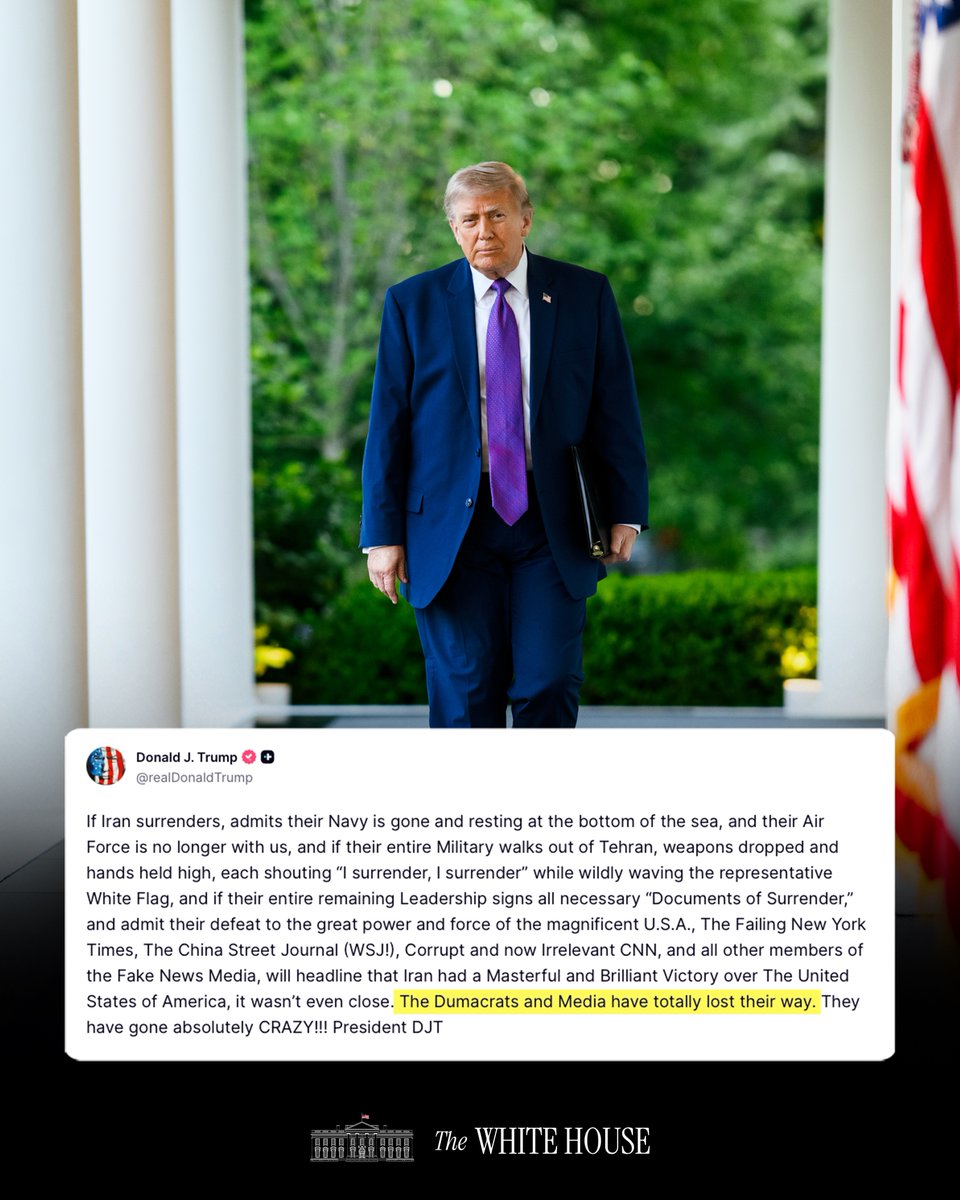 Donald J. Trump
@realDonaldTrump
If Iran surrenders, admits their Navy is gone and resting at the bottom of the sea, and their Air
Force is no longer with us, and if their entire Military walks out of Tehran, weapons dropped and
hands held high, each shouting “I surrender, I surrender” while wildly waving the representative
White Flag, and if their entire remaining Leadership signs all necessary “Documents of Surrender,”
and admit their defeat to the great power and force of the magnificent U.S.A., The Failing New York
Times, The China Street Journal (WSJ!), Corrupt and now Irrelevant CNN, and all other members of
the Fake News Media, will headline that Iran had a Masterful and Brilliant Victory over The United
States of America, it wasn’t even close. The Dumacrats and Media have totally lost their way. They
have gone absolutely CRAZY!!! President DJT
The WHITE HOUSE